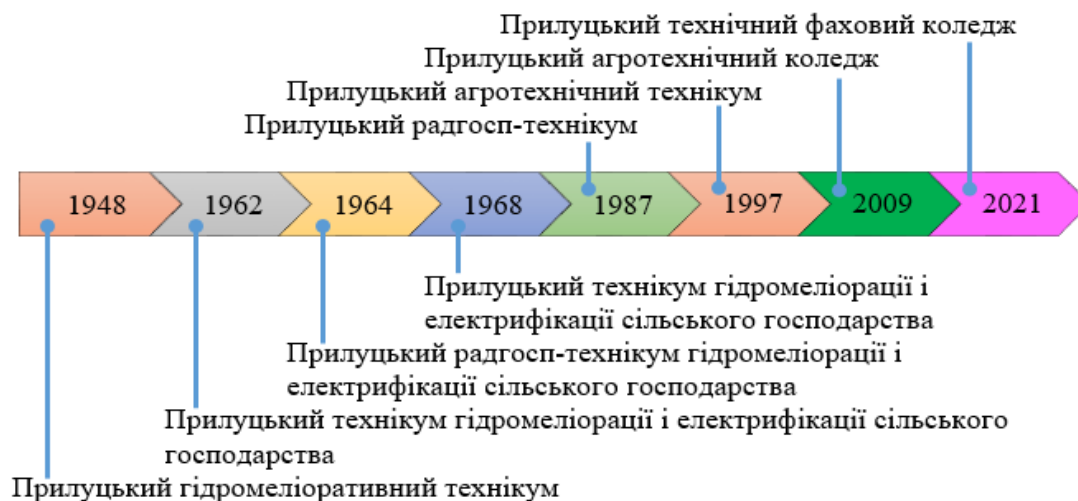 Прилуцький технічний фаховий коледж
Прилуцький агротехнічний коледж
Прилуцький агротехнічний технікум
Прилуцький радгосп-технікум
1948 1962 1964 1968 1987 1997 2009 2021
Прилуцький технікум гідромеліорації і
електрифікації сільського господарства
Прилуцький радгосп-технікум гідромеліорації і
електрифікації сільського господарства
Прилуцький технікум гідромеліорації і електрифікації сільського
господарства
Прилуцький гідромеліоративний технікум